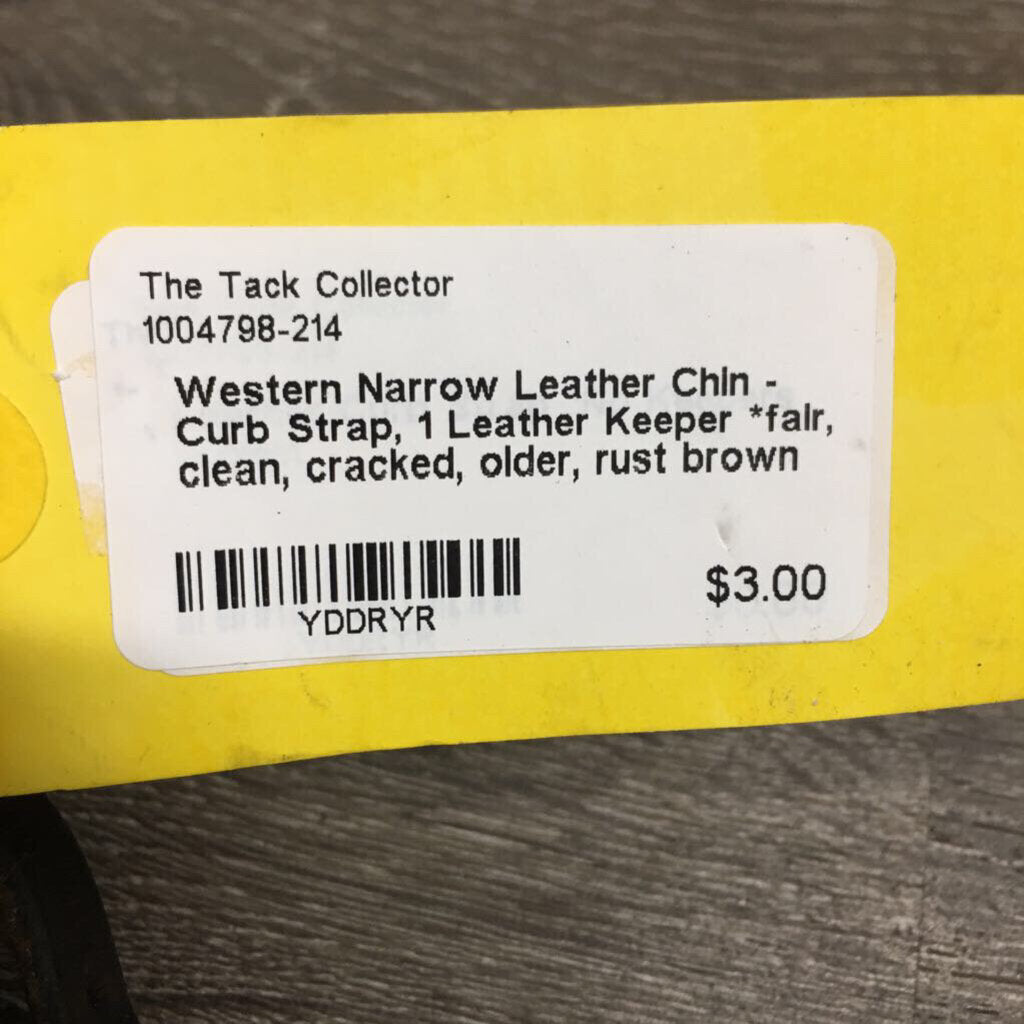 The Tack Collector
1004798-214
Western Narrow Leather Chin -
Curb Strap, 1 Leather Keeper *fair,
clean, cracked, older, rust brown
YDDRYR
$3.00